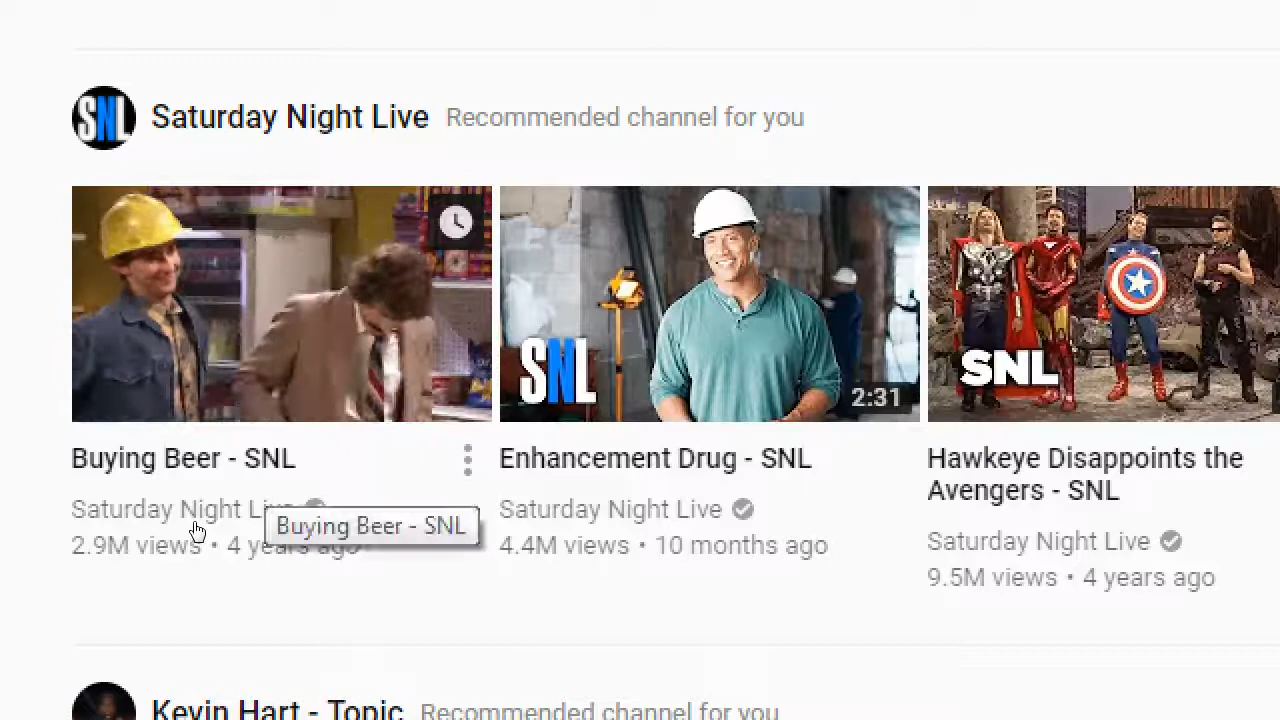 SNL Saturday Night Live Recommended channel for you
SNL
2:31
SNL
Buying Beer - SNL
Enhancement Drug - SNL
Hawkeye Disappoints the
Avengers - SNL
Saturday Night Live
Buying Beer - SNL
2.9M views • 4 years ago
Saturday Night Live
4.4M views • 10 months ago
Saturday Night Live
9.5M views • 4 years ago
Kevin Hart - Topic Recommended channel for you